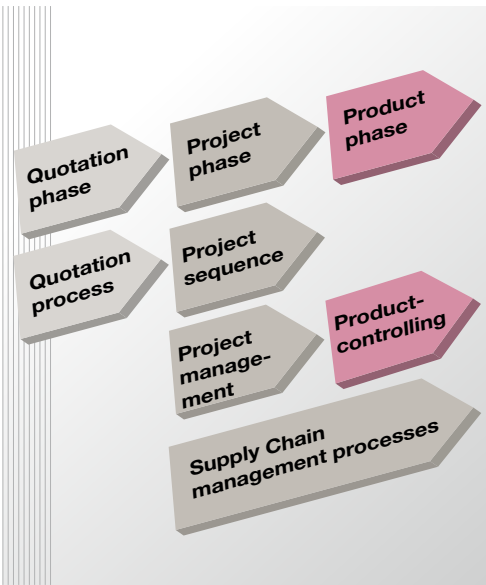 Quotation
phase
Project
phase
Product
phase
Quotation
process
Project
sequence
Project
manage-
ment
Product-
controlling
Supply Chain
management processes